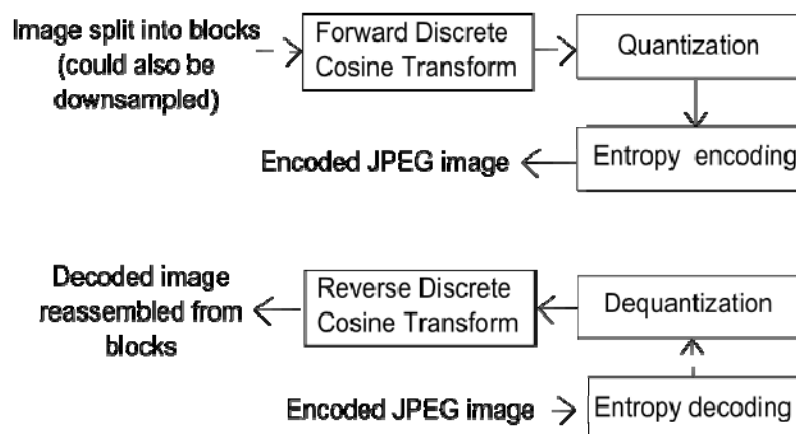 Image split into blocks
(could also be
downsampled)
Forward Discrete
Cosine Transform
Quantization
Entropy encoding
Encoded JPEG image
Decoded image
reassembled from
blocks
Reverse Discrete
Cosine Transform
Dequantization
Encoded JPEG image
Entropy decoding